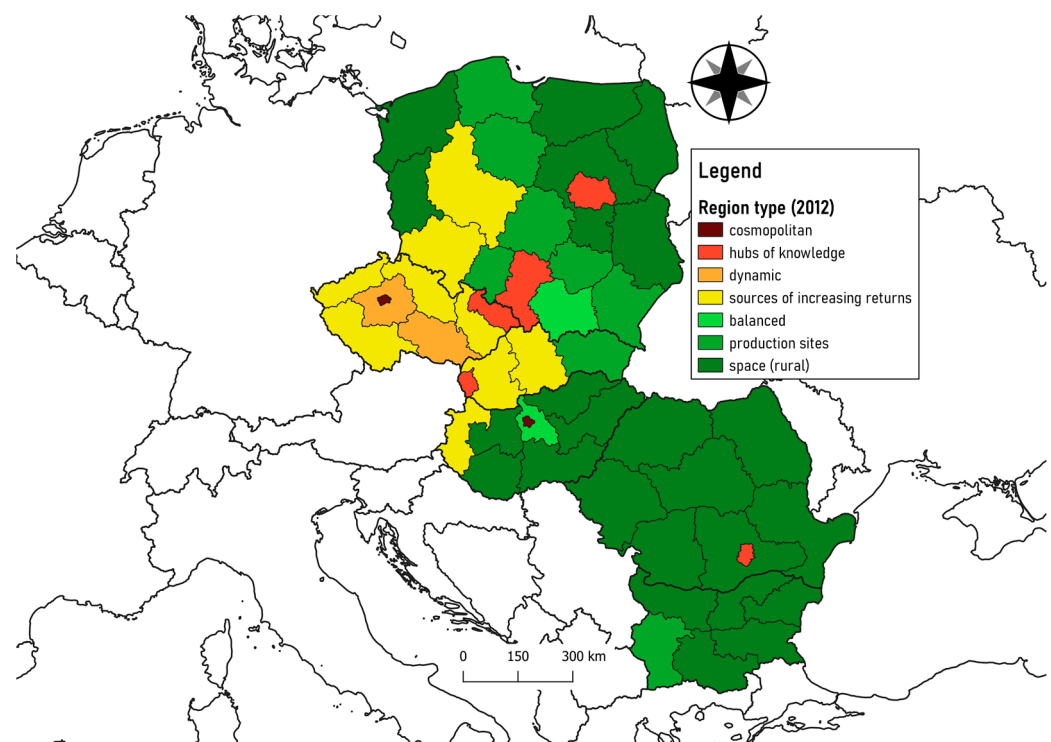 Legend
Region type (2012)
cosmopolitan
hubs of knowledge
dynamic
sources of increasing returns
balanced
production sites
space (rural)
0 150 300 km